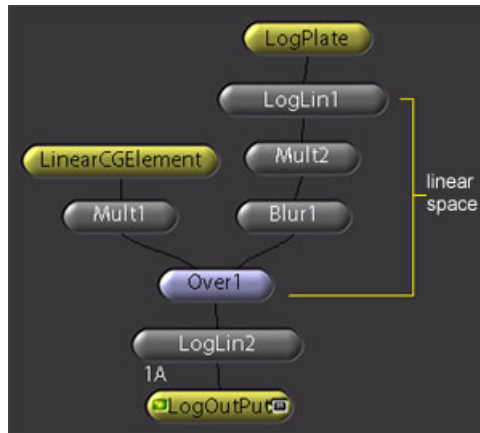 LogPlate
LogLin1
LinearCGElement
Mult2
linear
space
Mult1
Blur1
Over1
LogLin2
1A
LogOutPut